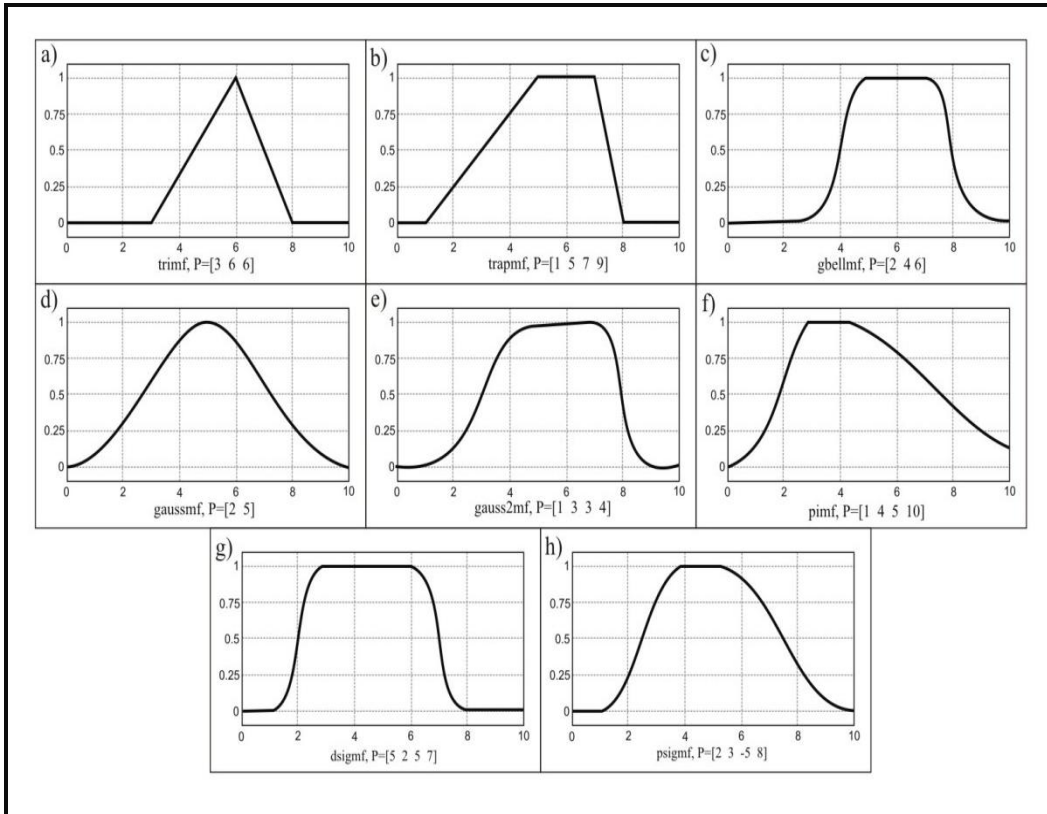 a)
1
0.75
0.5
0.25
0
0 2 4 6 8 10
trimf, P=[3 6 6]
b)
1
0.75
0.5
0.25
0
0 2 4 6 8 10
trapmf, P=[1 5 7 9]
c)
1
0.75
0.5
0.25
0
0 2 4 6 8 10
gbellmf, P=[2 4 6]
d)
1
0.75
0.5
0.25
0
0 2 4 6 8 10
gaussmf, P=[2 5]
e)
1
0.75
0.5
0.25
0
0 2 4 6 8 10
gauss2mf, P=[1 3 3 4]
f)
1
0.75
0.5
0.25
0
0 2 4 6 8 10
pimf, P=[1 4 5 10]
g)
1
0.75
0.5
0.25
0
0 2 4 6 8 10
dsigmf, P=[5 2 5 7]
h)
1
0.75
0.5
0.25
0
0 2 4 6 8 10
psigmf, P=[2 3 -5 8]